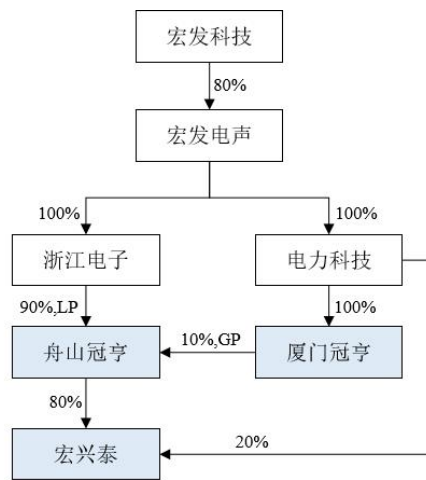 宏发科技
80%
宏发电声
100%
100%
浙江电子
电力科技
90%,LP
100%
舟山冠亨
10%,GP
厦门冠亨
80%
宏兴泰
20%